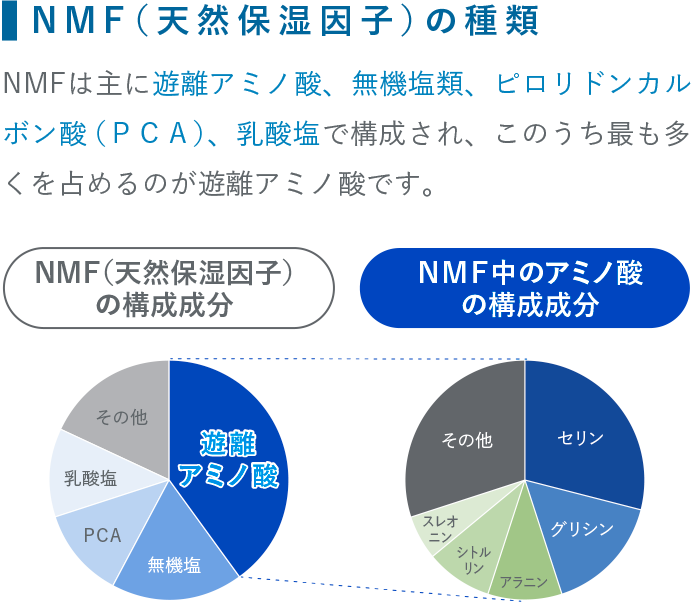 NMF(天然保湿因子)の種類
NMFは主に遊離アミノ酸、無機塩類、ピロリドンカル
ボン酸(PCA)、乳酸塩で構成され、このうち最も多
くを占めるのが遊離アミノ酸です。
NMF(天然保湿因子)
の構成成分
NMF中のアミノ酸
の構成成分
その他
乳酸塩
PCA
無機塩
遊離
アミノ酸
その他
スレオ
ニン
シトル
リン
アラニン
グリシン
セリン